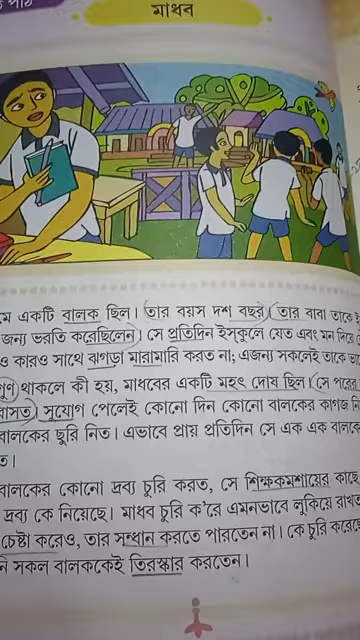 পাঠ
মাধব
মে একটি বালক ছিল। তার বয়স দশ বছর। তার বাবা তাকে ই
জন্য ভরতি করেছিলেন। সে প্রতিদিন ইস্কুলে যেত এবং মন দিয়ে
ও কারও সাথে ঝগড়া মারামারি করত না; এজন্য সকলেই তাকে
গুণ থাকলে কী হয়, মাধবের একটি মহৎ দোষ ছিল। সে পরের
বাসত। সুযোগ পেলেই কোনো দিন কোনো বালকের কাগজ নি
বালকের ছুরি নিত। এভাবে প্রায় প্রতিদিন সে এক এক বালকে
ত।
বালকের কোনো দ্রব্য চুরি করত, সে শিক্ষকমশায়ের কাছে
দ্রব্য কে নিয়েছে। মাধব চুরি ক'রে এমনভাবে লুকিয়ে রাখত
চেষ্টা করেও, তার সন্ধান করতে পারতেন না। কে চুরি করেছে
নি সকল বালককেই তিরস্কার করতেন।